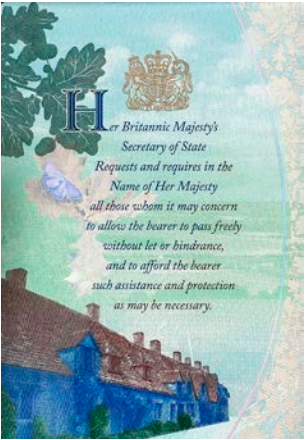 Her Britannic Majesty's
Secretary of State
Requests and requires in the
Name of Her Majesty
all those whom it may concern
to allow the bearer to pass freely
without let or hindrance,
and to afford the bearer
such assistance and protection
as may be necessary.